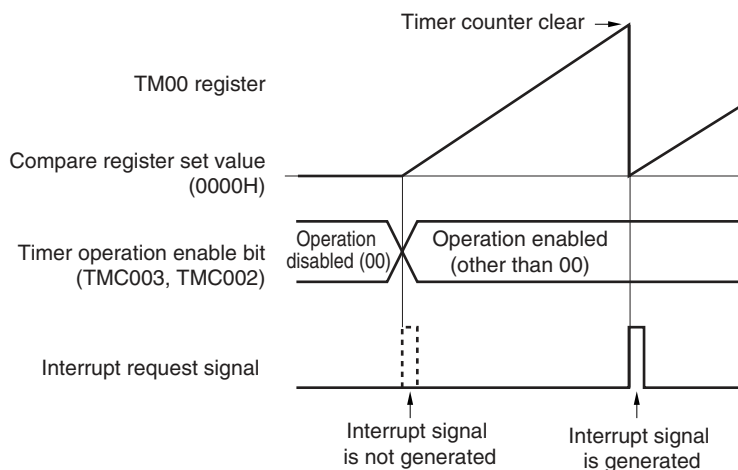 Timer counter clear
TM00 register
Compare register set value
(0000H)
Timer operation enable bit
(TMC003, TMC002)
Operation
disabled (00)
Operation enabled
(other than 00)
Interrupt request signal
Interrupt signal
is not generated
Interrupt signal
is generated